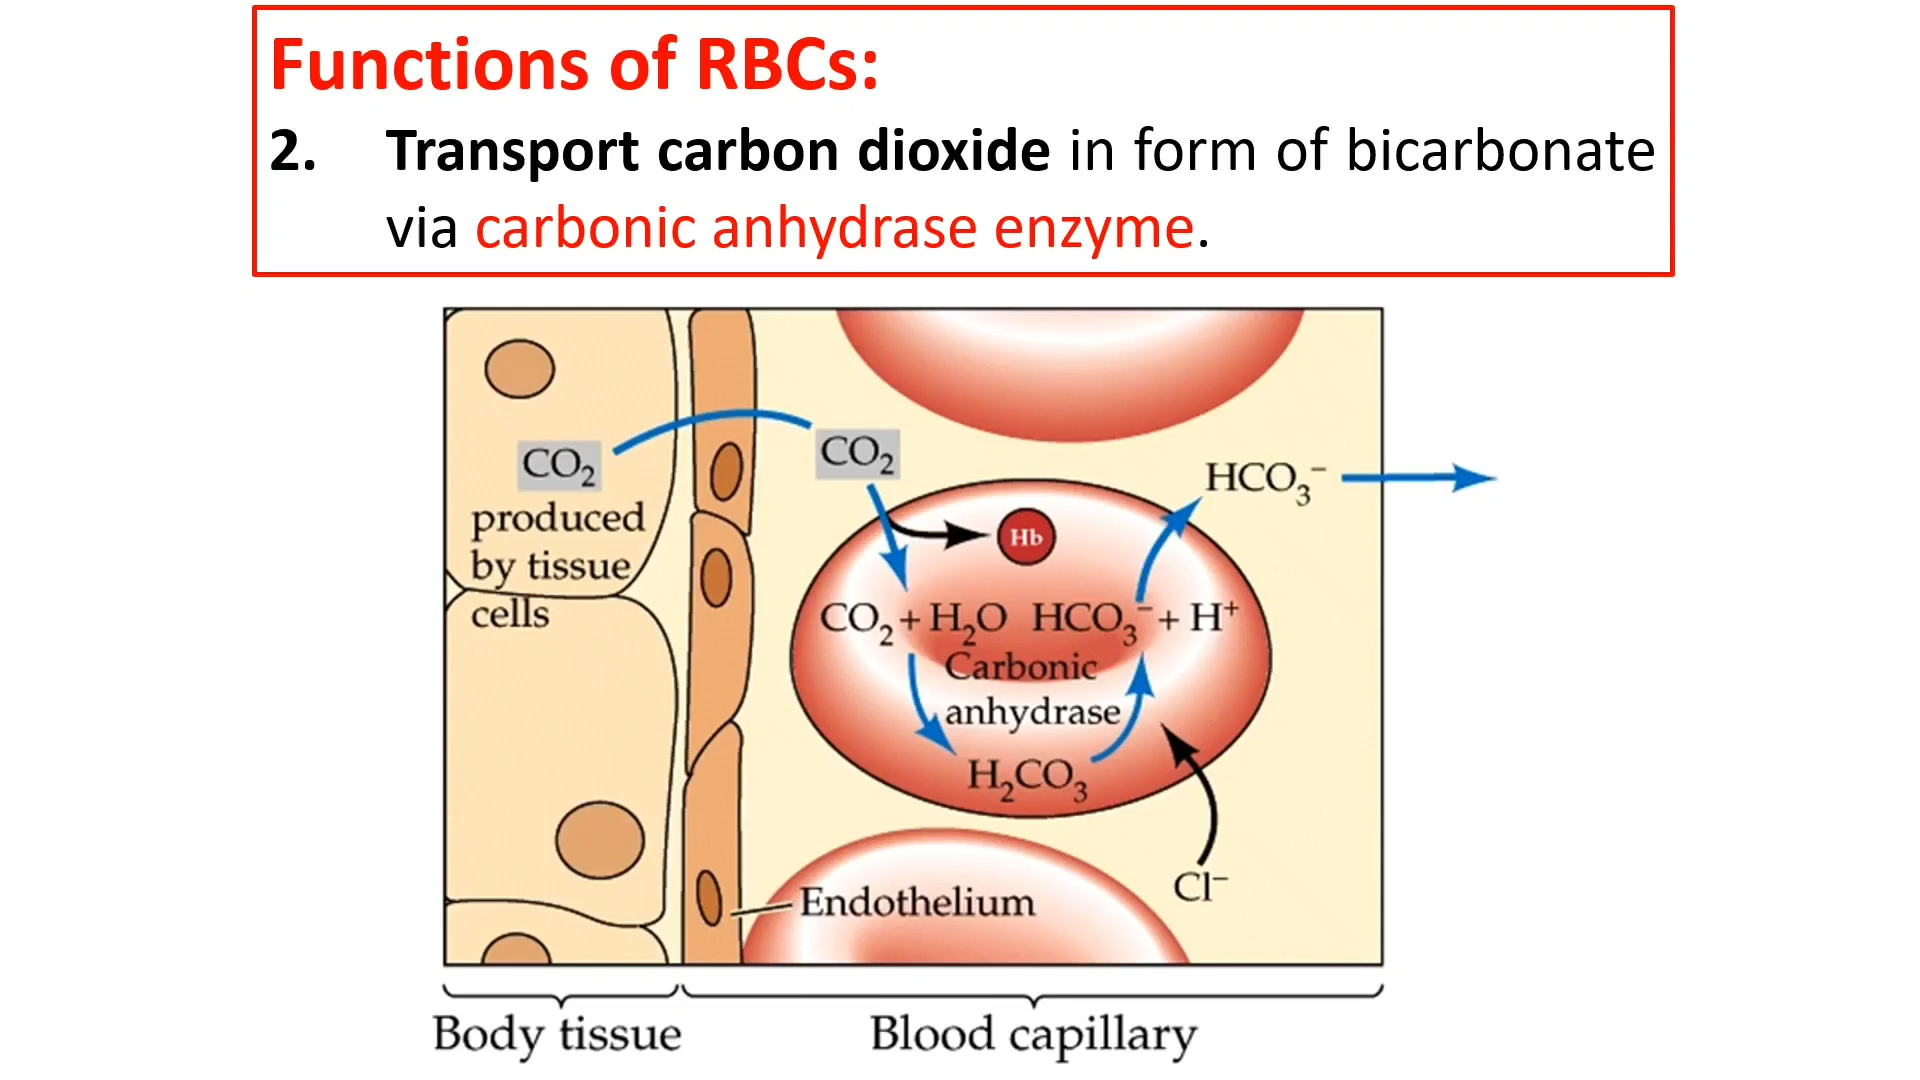 Functions of RBCs:
2. Transport carbon dioxide in form of bicarbonate
via carbonic anhydrase enzyme.
CO₂
produced
by tissue
cells
CO₂
HCO₃⁻
Hb
CO₂ + H₂O HCO₃⁻ + H⁺
Carbonic
anhydrase
H₂CO₃
Cl⁻
Endothelium
Body tissue
Blood capillary